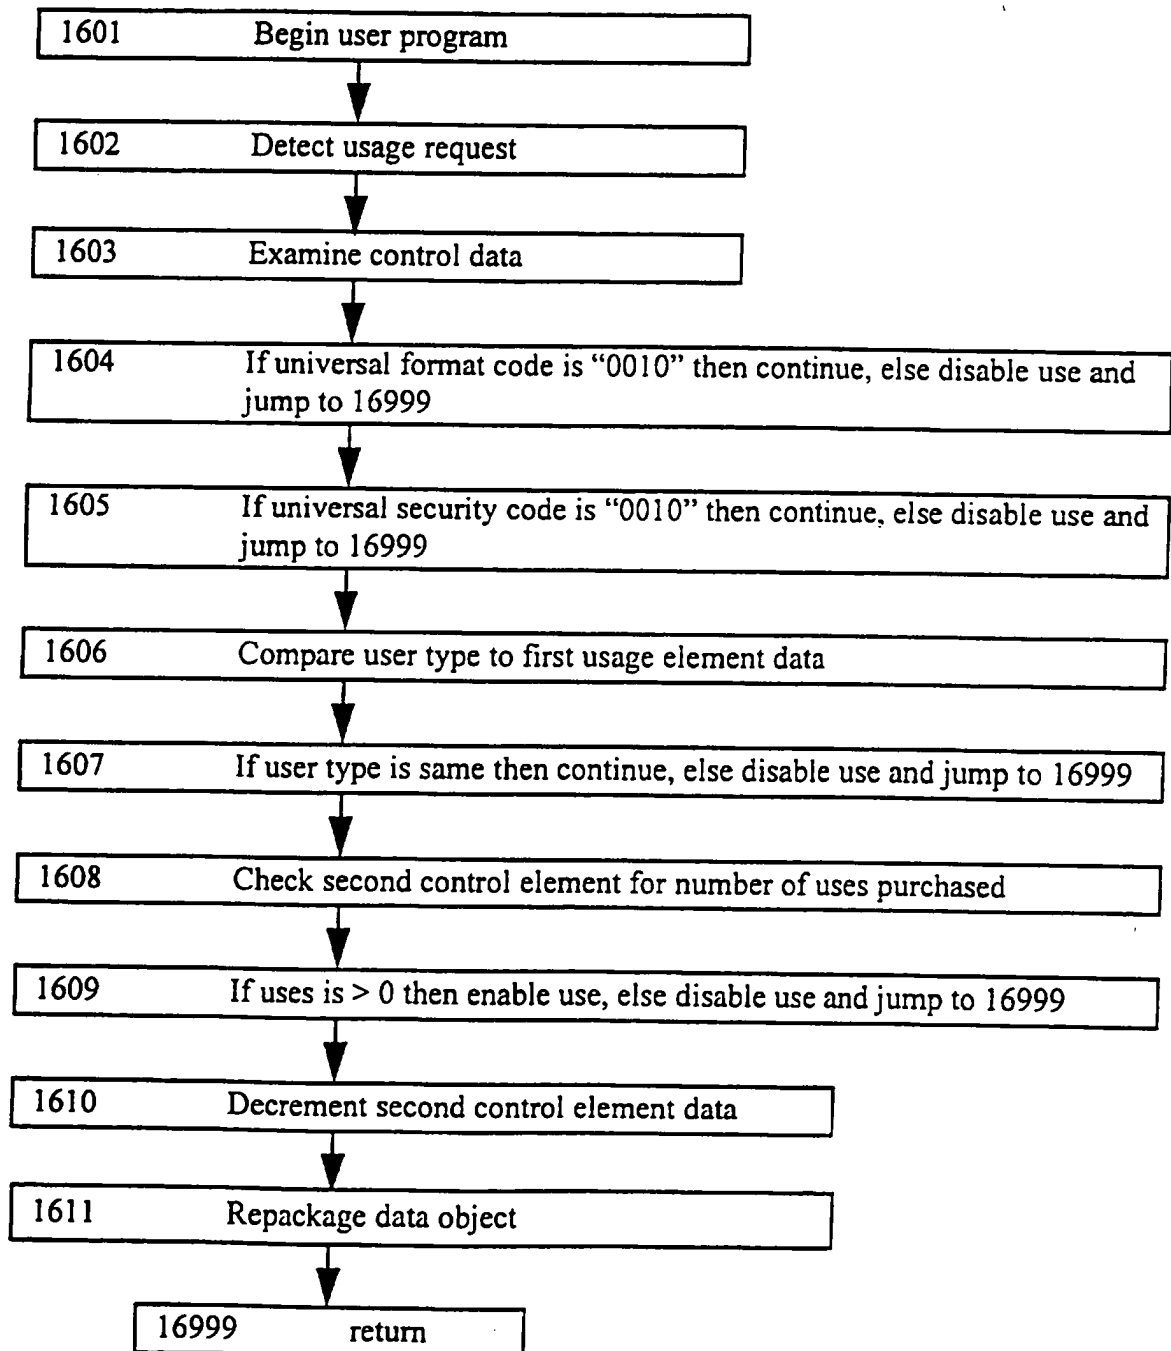 1601 Begin user program
1602 Detect usage request
1603 Examine control data
1604 If universal format code is “0010” then continue, else disable use and
jump to 16999
1605 If universal security code is “0010” then continue, else disable use and
jump to 16999
1606 Compare user type to first usage element data
1607 If user type is same then continue, else disable use and jump to 16999
1608 Check second control element for number of uses purchased
1609 If uses is > 0 then enable use, else disable use and jump to 16999
1610 Decrement second control element data
1611 Repackage data object
16999 return